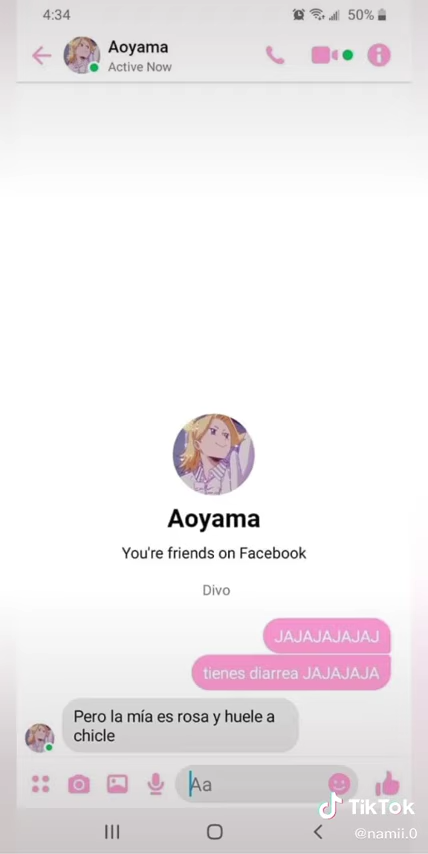 4:34
50%
Aoyama
Active Now
Aoyama
You're friends on Facebook
Divo
JAJAJAJAJAJ
tienes diarrea JAJAJAJA
Pero la mía es rosa y huele a
chicle
Aa
TikTok
@namii.0